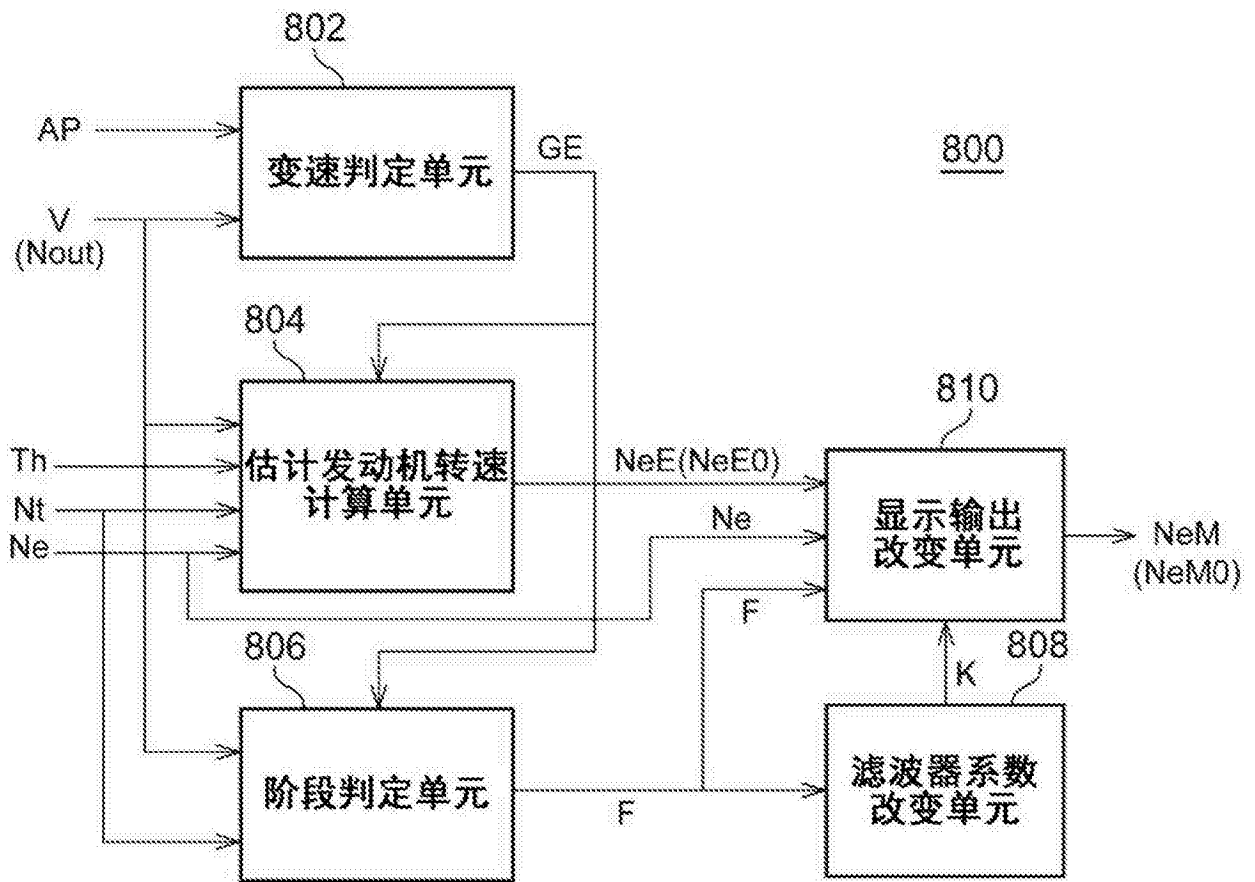 802
AP
GE
800
变速判定单元
V
(Nout)
804
810
Th
估计发动机转速
计算单元
NeE(NeE0)
显示输出
改变单元
Nt
Ne
Ne
NeM
(NeM0)
F
806
808
K
阶段判定单元
F
滤波器系数
改变单元